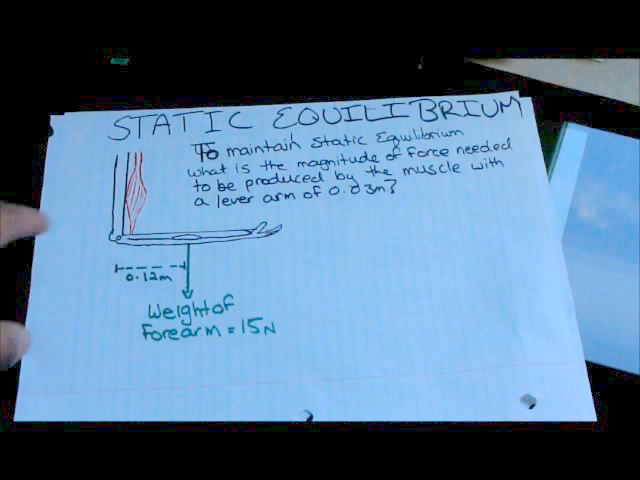 STATIC EQUILIBRIUM
To maintain Static Equilibrium
what is the magnitude of force needed
to be produced by the muscle with
a lever arm of 0.03m?
0.12m
Weight of
Forearm = 15N